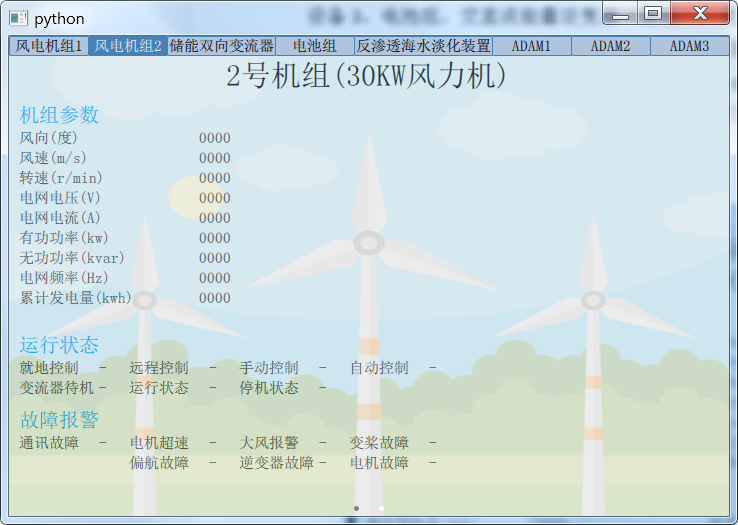 python
风电机组1 风电机组2 储能双向变流器 电池组 反渗透海水淡化装置 ADAM1 ADAM2 ADAM3
2号机组(30KW风力机)
机组参数
风向(度) 0000
风速(m/s) 0000
转速(r/min) 0000
电网电压(V) 0000
电网电流(A) 0000
有功功率(kw) 0000
无功功率(kvar) 0000
电网频率(Hz) 0000
累计发电量(kwh) 0000
运行状态
就地控制 - 远程控制 - 手动控制 - 自动控制 -
变流器待机 - 运行状态 - 停机状态 -
故障报警
通讯故障 - 电机超速 - 大风报警 - 变桨故障 -
偏航故障 - 逆变器故障 - 电机故障 -